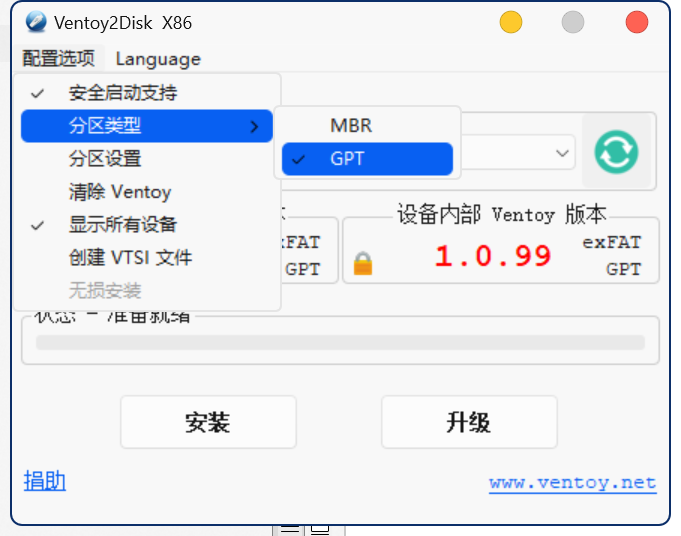 Ventoy2Disk X86
配置选项 Language
安全启动支持
分区类型
MBR
GPT
分区设置
清除 Ventoy
显示所有设备
创建 VTSI 文件
无损安装
FAT
GPT
设备内部 Ventoy 版本
1.0.99
exFAT
GPT
状态 - 准备就绪
安装
升级
捐助
www.ventoy.net